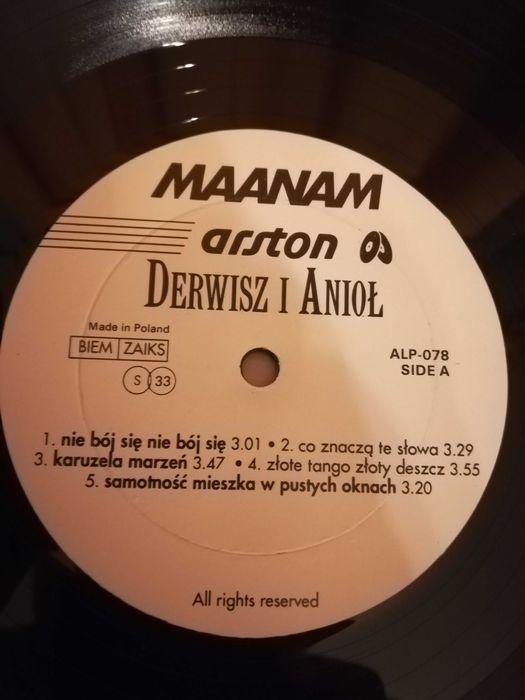 MAANAM
arston
DERWISZ I ANIOŁ
Made in Poland
BIEM ZAIKS
S 33
ALP-078
SIDE A
1. nie bój się nie bój się 3.01 • 2. co znaczą te słowa 3.29
3. karuzela marzeń 3.47 • 4. złote tango złoty deszcz 3.55
5. samotność mieszka w pustych oknach 3.20
All rights reserved